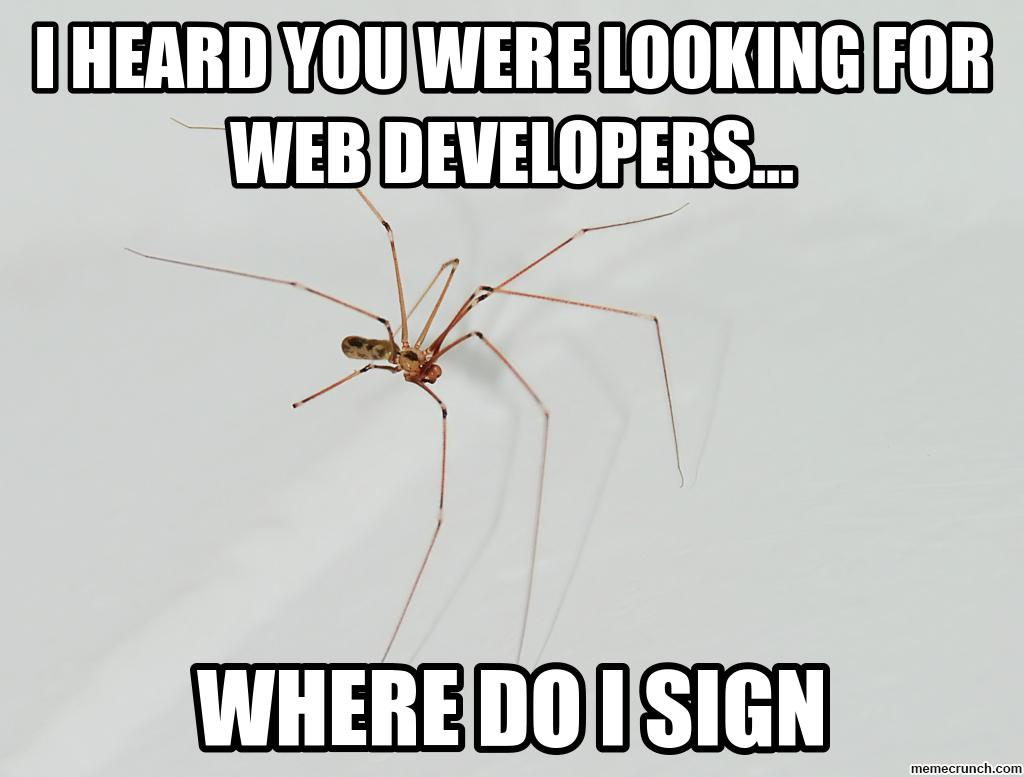 I HEARD YOU WERE LOOKING FOR
WEB DEVELOPERS...
WHERE DO I SIGN
memecrunch.com